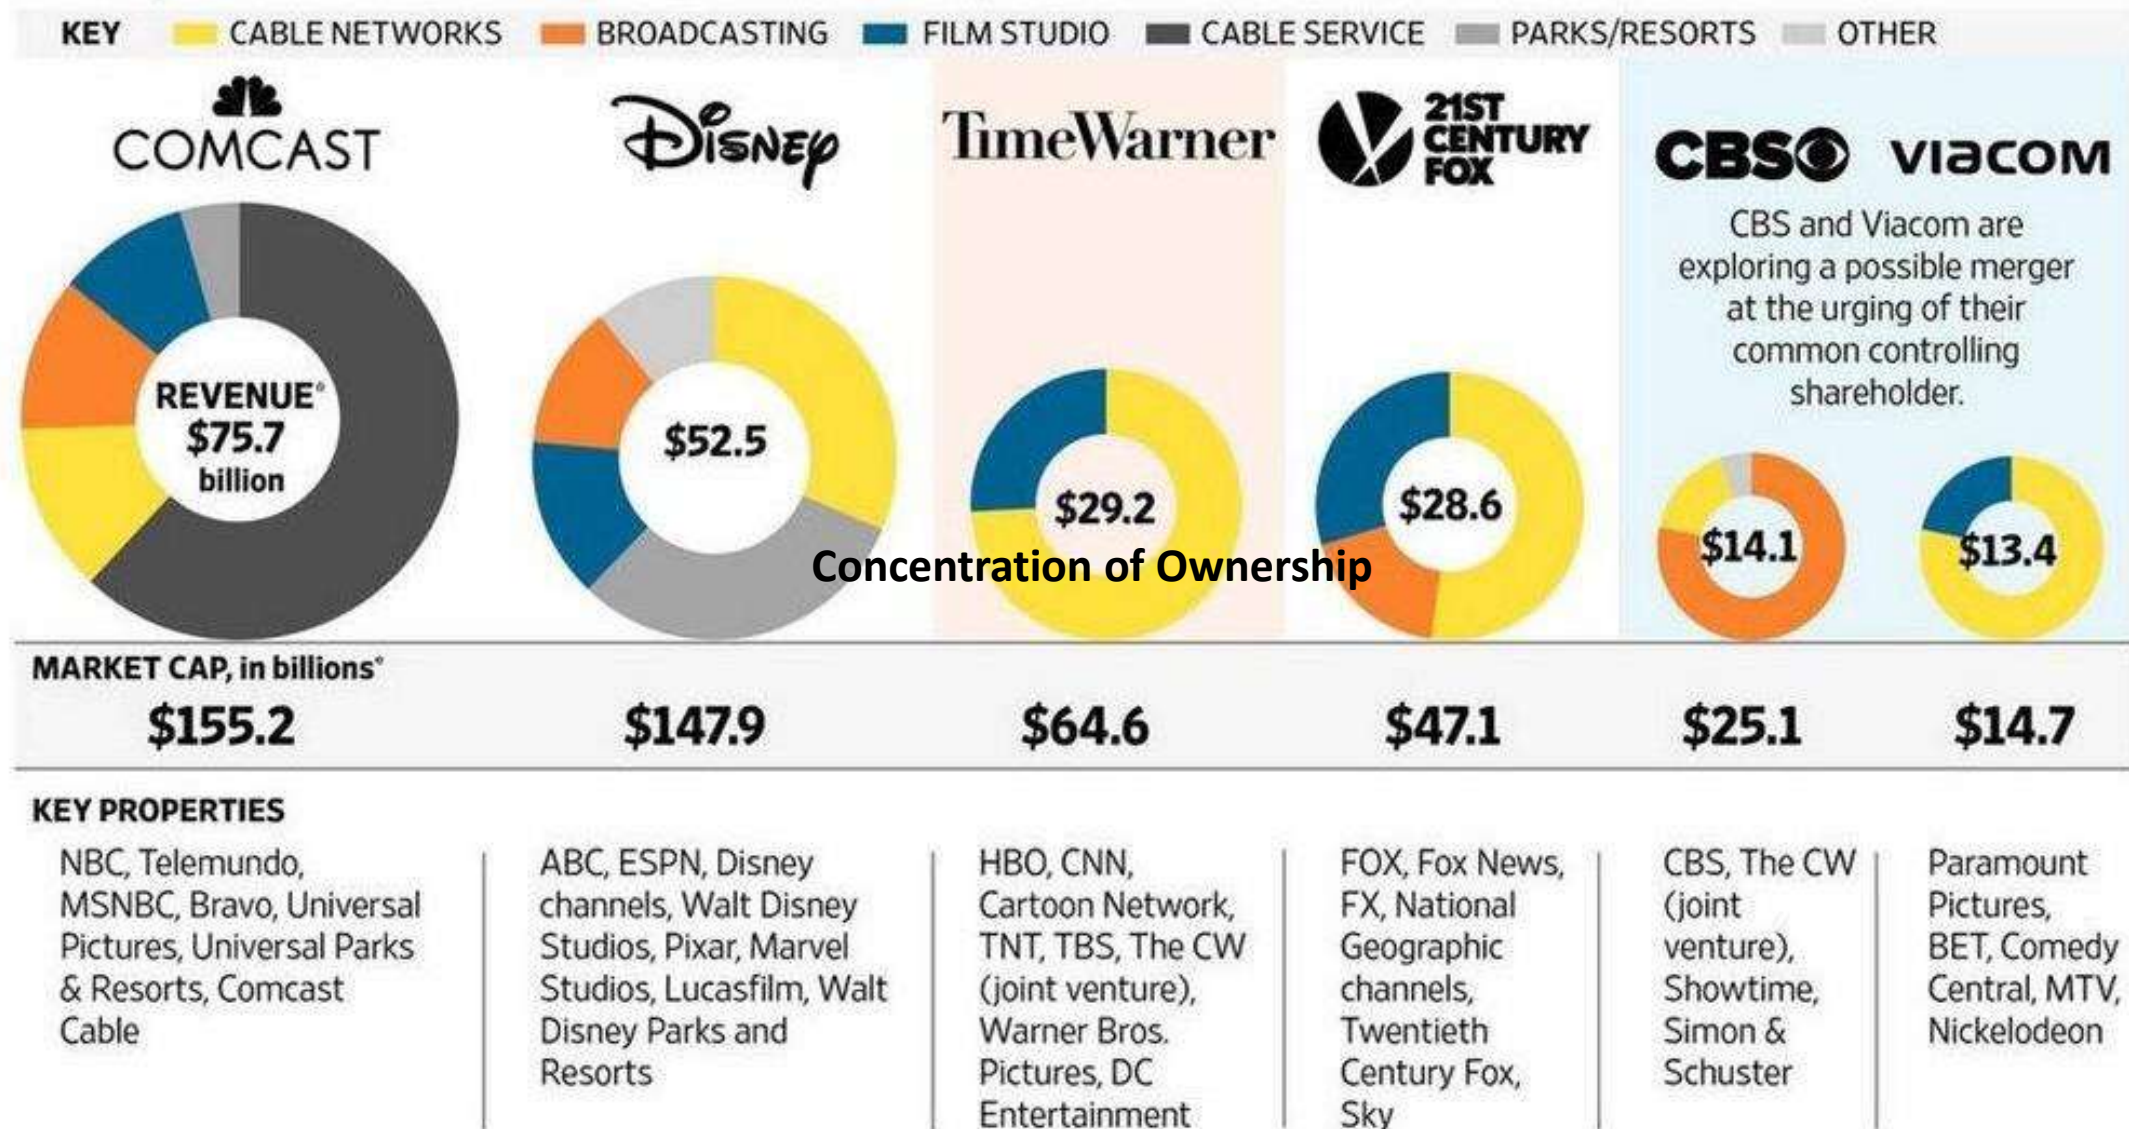 KEY CABLE NETWORKS BROADCASTING FILM STUDIO CABLE SERVICE PARKS/RESORTS OTHER
COMCAST
DISNEY
TimeWarner
21ST
CENTURY
FOX
CBS
VIACOM
CBS and Viacom are
exploring a possible merger
at the urging of their
common controlling
shareholder.
REVENUE°
$75.7
billion
$52.5
$29.2
$28.6
$14.1
$13.4
Concentration of Ownership
MARKET CAP, in billions°
$155.2 $147.9 $64.6 $47.1 $25.1 $14.7
KEY PROPERTIES
NBC, Telemundo,
MSNBC, Bravo, Universal
Pictures, Universal Parks
& Resorts, Comcast
Cable
ABC, ESPN, Disney
channels, Walt Disney
Studios, Pixar, Marvel
Studios, Lucasfilm, Walt
Disney Parks and
Resorts
HBO, CNN,
Cartoon Network,
TNT, TBS, The CW
(joint venture),
Warner Bros.
Pictures, DC
Entertainment
FOX, Fox News,
FX, National
Geographic
channels,
Twentieth
Century Fox,
Sky
CBS, The CW
(joint
venture),
Showtime,
Simon &
Schuster
Paramount
Pictures,
BET, Comedy
Central, MTV,
Nickelodeon